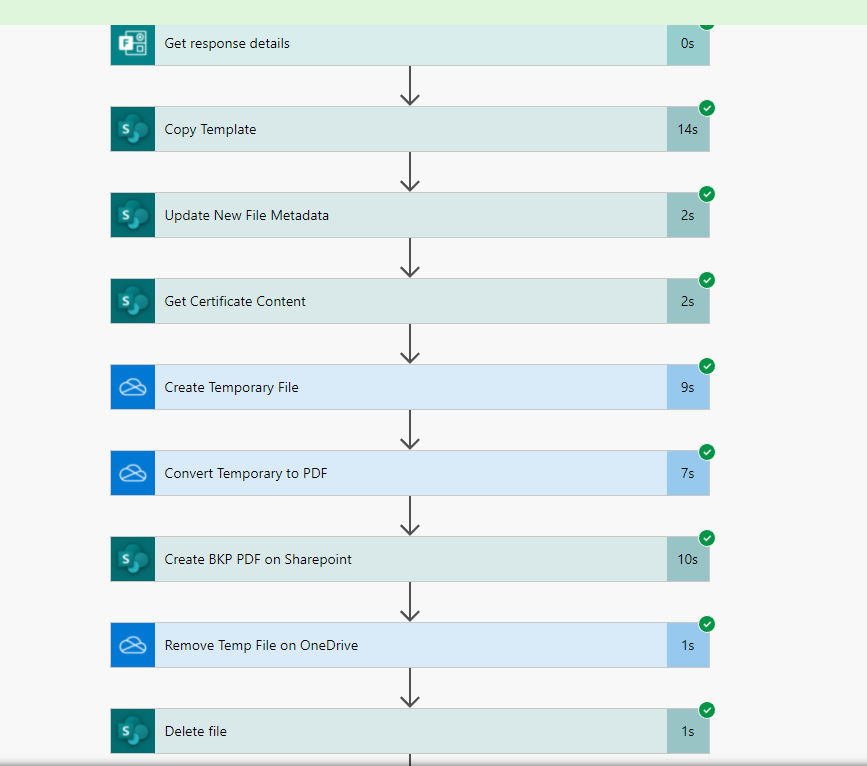 Get response details 0s
Copy Template 14s
Update New File Metadata 2s
Get Certificate Content 2s
Create Temporary File 9s
Convert Temporary to PDF 7s
Create BKP PDF on Sharepoint 10s
Remove Temp File on OneDrive 1s
Delete file 1s